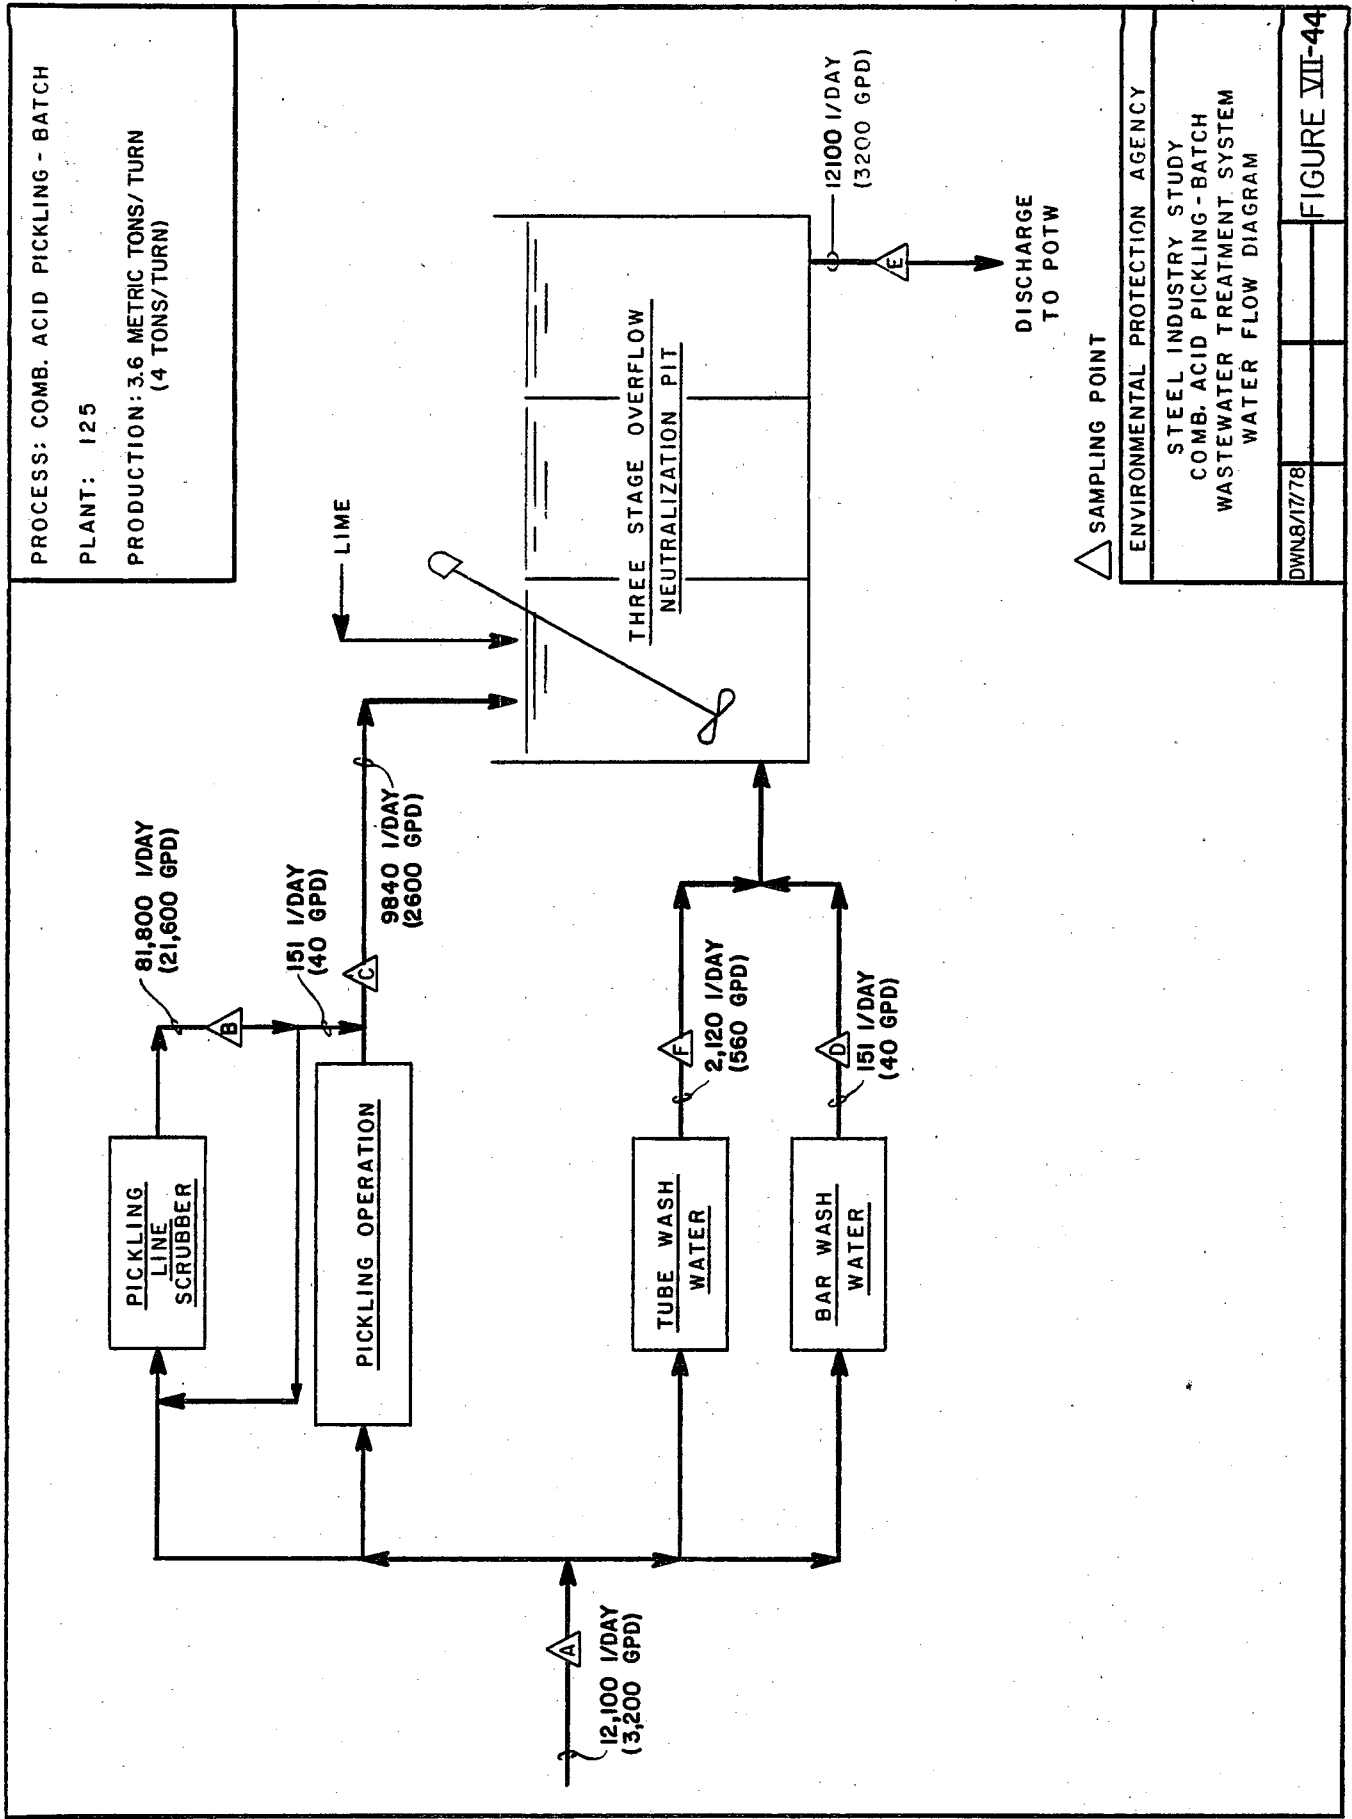 PROCESS: COMB. ACID PICKLING - BATCH
PLANT: 125
PRODUCTION: 3.6 METRIC TONS/TURN
(4 TONS/TURN)
81,800 l/DAY
(21,600 GPD)
B
PICKLING
LINE
SCRUBBER
151 l/DAY
(40 GPD)
LIME
C
9840 l/DAY
(2600 GPD)
PICKLING OPERATION
A
12,100 l/DAY
(3,200 GPD)
THREE STAGE OVERFLOW
NEUTRALIZATION PIT
TUBE WASH
WATER
F
2,120 l/DAY
(560 GPD)
BAR WASH
WATER
D
151 l/DAY
(40 GPD)
12100 l/DAY
(3200 GPD)
E
DISCHARGE
TO POTW
SAMPLING POINT
ENVIRONMENTAL PROTECTION AGENCY
STEEL INDUSTRY STUDY
COMB. ACID PICKLING-BATCH
WASTEWATER TREATMENT SYSTEM
WATER FLOW DIAGRAM
DWN.8/17/78
FIGURE VII-44